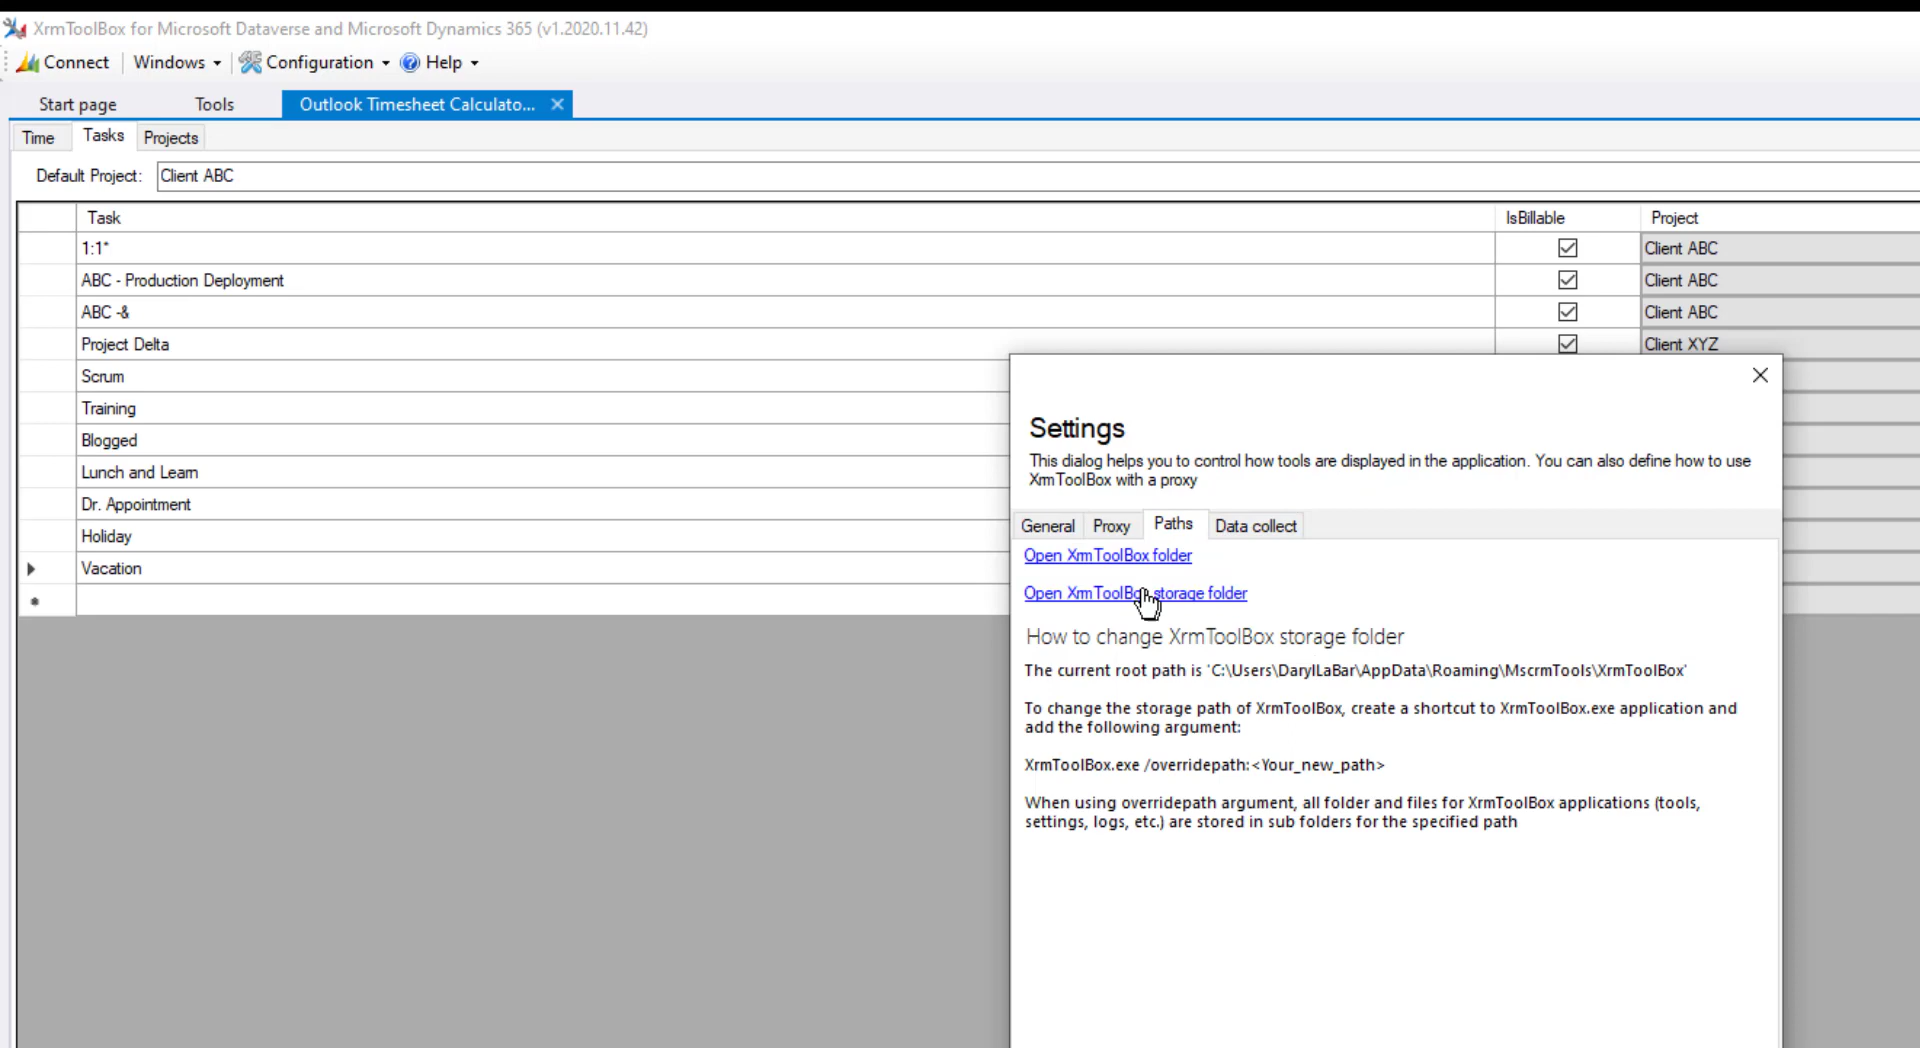 XrmToolBox for Microsoft Dataverse and Microsoft Dynamics 365 (v1.2020.11.42)
Connect Windows Configuration Help
Start page Tools Outlook Timesheet Calculato...
Time Tasks Projects
Default Project: Client ABC
Task IsBillable Project
1:1* Client ABC
ABC - Production Deployment Client ABC
ABC -& Client ABC
Project Delta Client XYZ
Scrum
Training
Blogged
Lunch and Learn
Dr. Appointment
Holiday
Vacation
Settings
This dialog helps you to control how tools are displayed in the application. You can also define how to use
XrmToolBox with a proxy
General Proxy Paths Data collect
Open XrmToolBox folder
Open XrmToolBox storage folder
How to change XrmToolBox storage folder
The current root path is 'C:\Users\DarylLaBar\AppData\Roaming\MscrmTools\XrmToolBox'
To change the storage path of XrmToolBox, create a shortcut to XrmToolBox.exe application and
add the following argument:
XrmToolBox.exe /overridepath:<Your_new_path>
When using overridepath argument, all folder and files for XrmToolBox applications (tools,
settings, logs, etc.) are stored in sub folders for the specified path